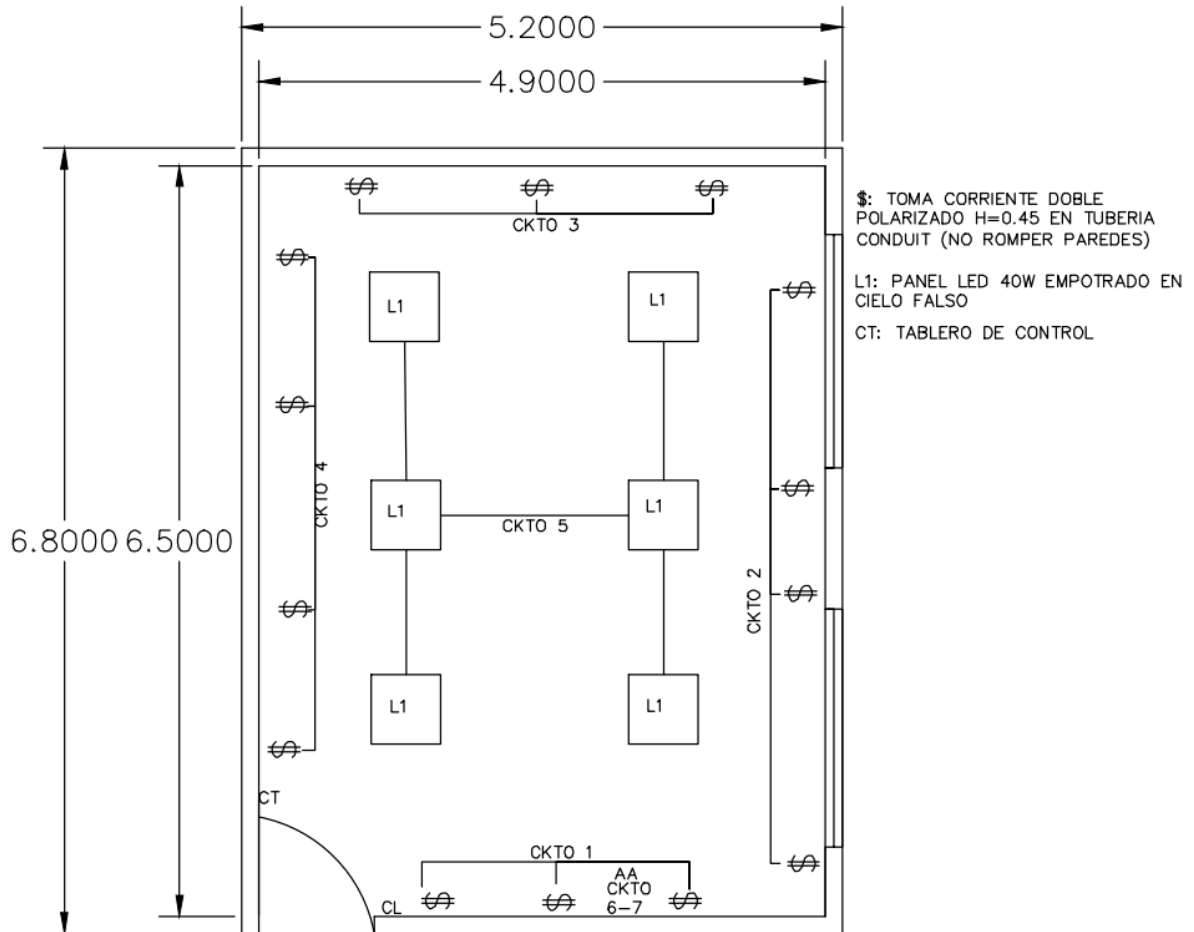 5.2000
4.9000
$ $ $
CKTO 3
$: TOMA CORRIENTE DOBLE
POLARIZADO H=0.45 EN TUBERIA
CONDUIT (NO ROMPER PAREDES)
L1: PANEL LED 40W EMPOTRADO EN
CIELO FALSO
CT: TABLERO DE CONTROL
$
$
L1
L1
$
CKTO 4
$
L1
L1
CKTO 5
6.8000
6.5000
$
CKTO 2
$
L1
L1
$
CT
CKTO 1
$
AA
CKTO
6-7
$ $ $
CL